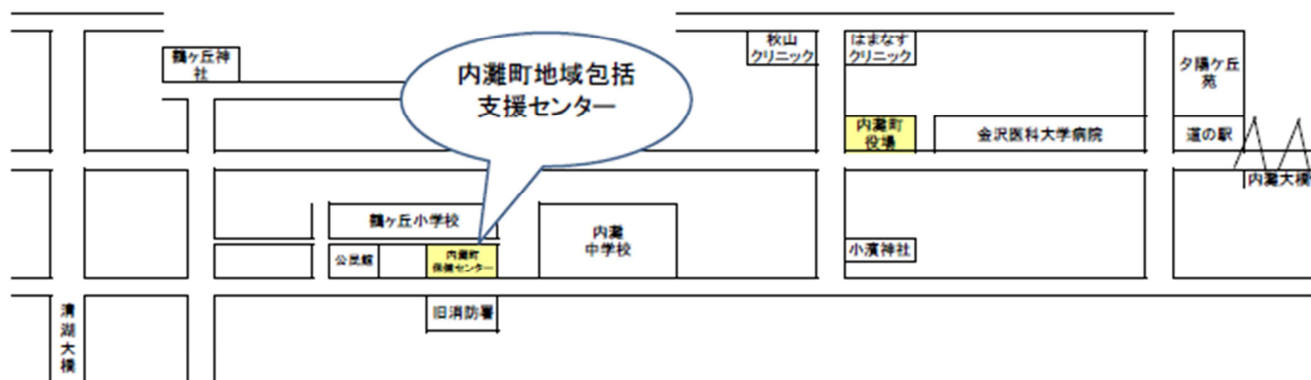 秋山
クリニック
はまなす
クリニック
鶴ヶ丘神
社
内灘町地域包括
支援センター
夕陽ケ丘
苑
内灘町
役場
金沢医科大学病院
道の駅
内灘大橋
鶴ヶ丘小学校
内灘
中学校
公民館
内灘町
保健センター
小濱神社
旧消防署
清
湖
大
橋